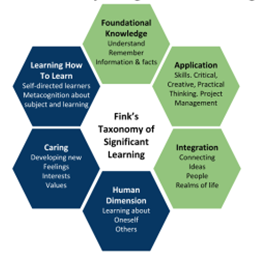 Foundational
Knowledge
Understand
Remember
Information & facts
Application
Skills. Critical,
Creative, Practical
Thinking. Project
Management
Integration
Connecting
Ideas
People
Realms of life
Human
Dimension
Learning about
Oneself
Others
Caring
Developing new
Feelings
Interests
Values
Learning How
To Learn
Self-directed learners
Metacognition about
subject and learning
Fink's
Taxonomy of
Significant
Learning